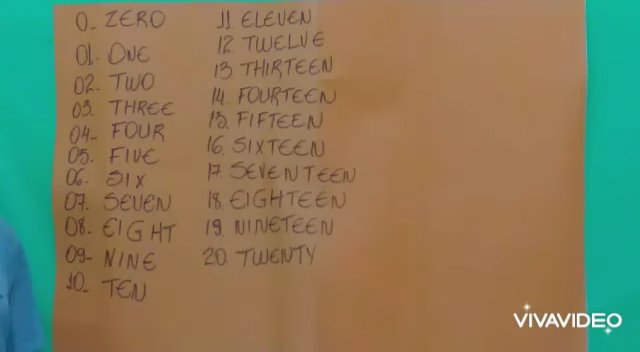 0. ZERO
01. ONE
02. TWO
03. THREE
04- FOUR
05. FIVE
06- SIX
07. SEVEN
08. EIGHT
09- NINE
10- TEN
11 ELEVEN
12. TWELVE
13 THIRTEEN
14. FOURTEEN
15. FIFTEEN
16. SIXTEEN
17. SEVENTEEN
18 EIGHTEEN
19. NINETEEN
20. TWENTY
VIVAVIDEO